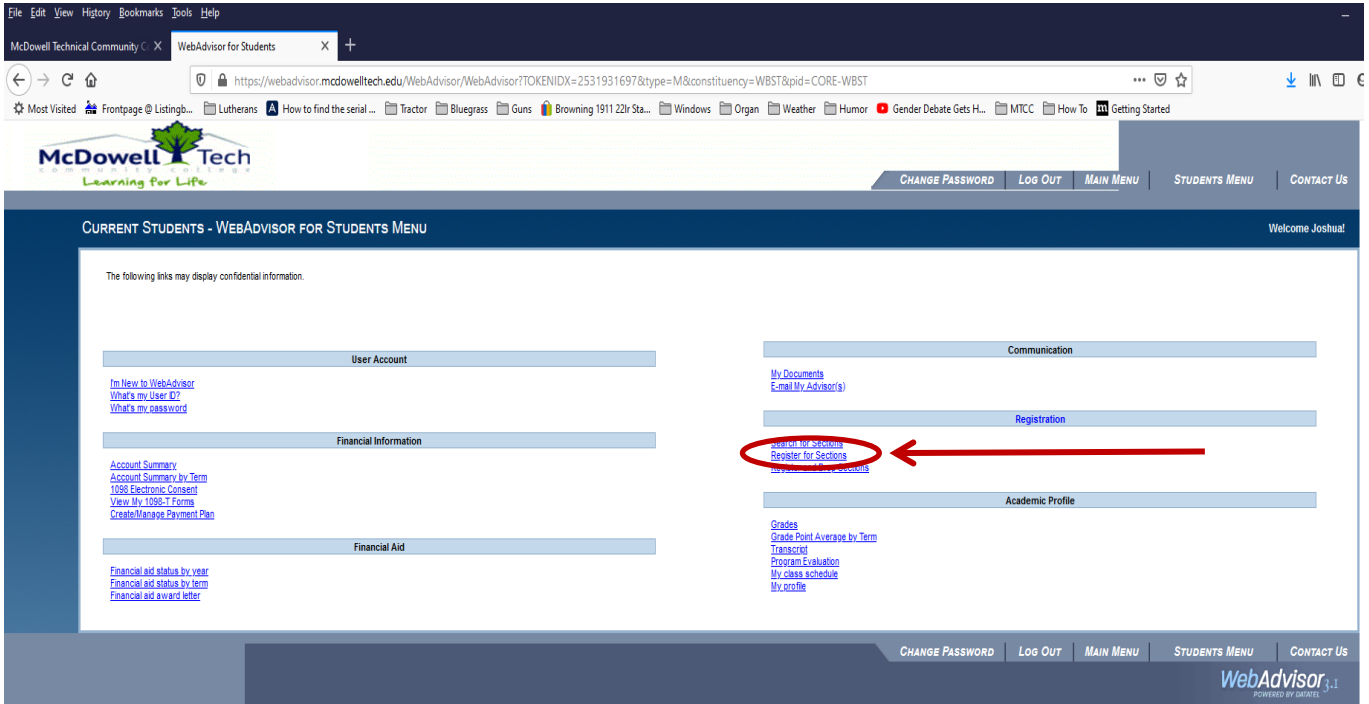 File Edit View History Bookmarks Tools Help
McDowell Technical Community C
WebAdvisor for Students
https://webadvisor.mcdowelltech.edu/WebAdvisor/WebAdvisor?TOKENIDX=2531931697&type=M&constituency=WBST&pid=CORE-WBST
Most Visited Frontpage @ Listingb... Lutherans How to find the serial ... Tractor Bluegrass Guns Browning 1911 22lr Sta... Windows Organ Weather Humor Gender Debate Gets H... MTCC How To Getting Started
McDowell Tech
community college
Learning for Life
CHANGE PASSWORD LOG OUT MAIN MENU STUDENTS MENU CONTACT US
CURRENT STUDENTS - WEBADVISOR FOR STUDENTS MENU
Welcome Joshua!
The following links may display confidential information.
User Account
I'm New to WebAdvisor
What's my User ID?
What's my password
Financial Information
Account Summary
Account Summary by Term
1098 Electronic Consent
View My 1098-T Forms
Create/Manage Payment Plan
Financial Aid
Financial aid status by year
Financial aid status by term
Financial aid award letter
Communication
My Documents
E-mail My Advisor(s)
Registration
Search for Sections
Register for Sections
Register and Drop Sections
Academic Profile
Grades
Grade Point Average by Term
Transcript
Program Evaluation
My class schedule
My profile
CHANGE PASSWORD LOG OUT MAIN MENU STUDENTS MENU CONTACT US
WebAdvisor 3.1
POWERED BY DATATEL